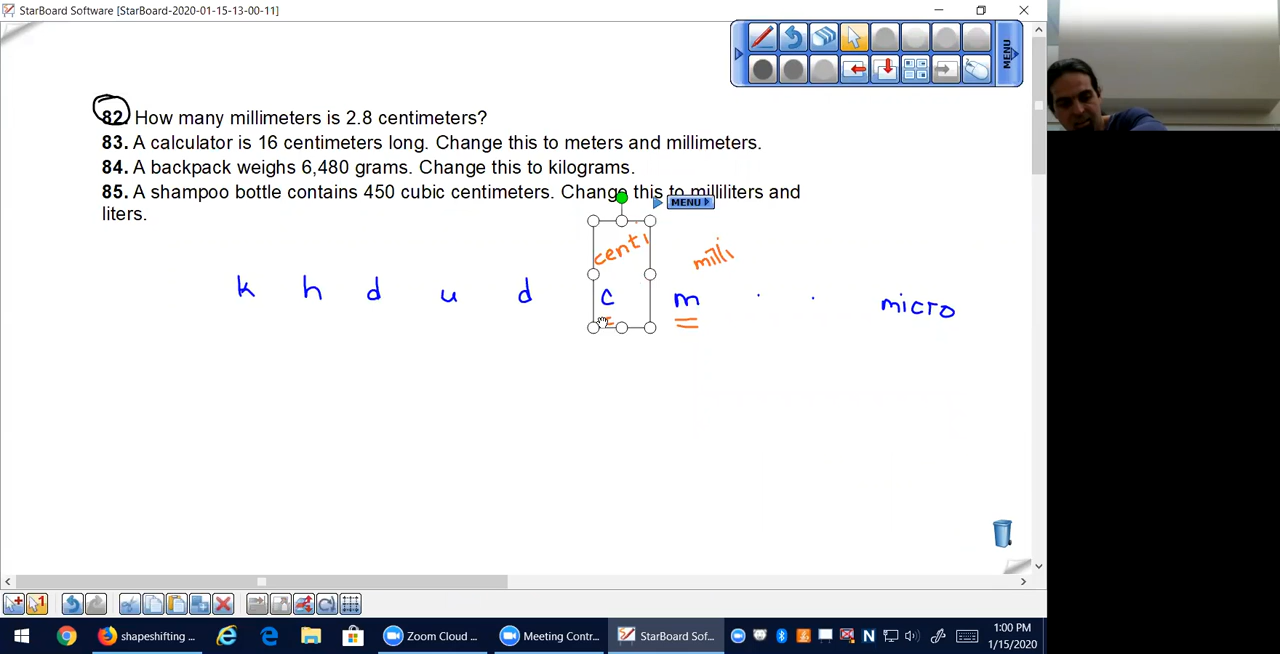 StarBoard Software [StarBoard-2020-01-15-13-00-11]
MENU
82. How many millimeters is 2.8 centimeters?
83. A calculator is 16 centimeters long. Change this to meters and millimeters.
84. A backpack weighs 6,480 grams. Change this to kilograms.
85. A shampoo bottle contains 450 cubic centimeters. Change this to milliliters and
liters.
MENU
centi milli
k h d u d c m . . micro
shapeshifting ... Zoom Cloud ... Meeting Contr... StarBoard Sof...
1:00 PM
1/15/2020